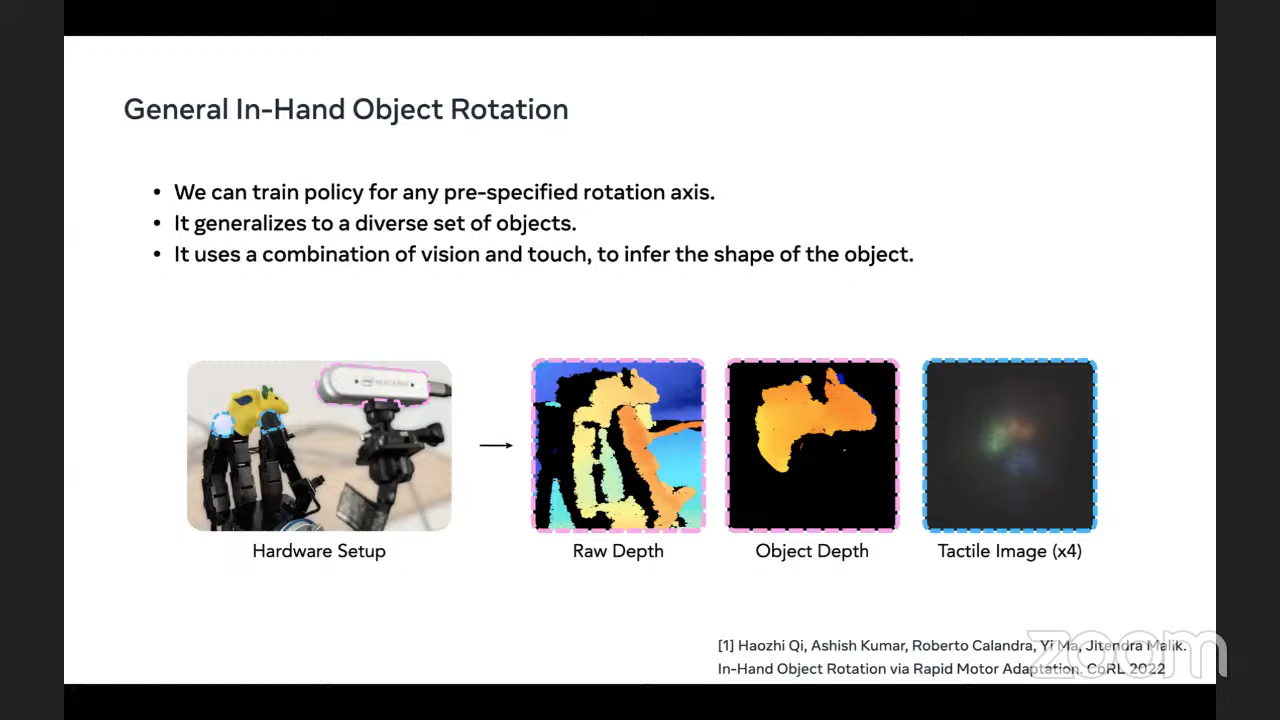 General In-Hand Object Rotation
• We can train policy for any pre-specified rotation axis.
• It generalizes to a diverse set of objects.
• It uses a combination of vision and touch, to infer the shape of the object.
Hardware Setup
Raw Depth
Object Depth
Tactile Image (x4)
[1] Haozhi Qi, Ashish Kumar, Roberto Calandra, Yi Ma, Jitendra Malik.
In-Hand Object Rotation via Rapid Motor Adaptation. CoRL 2022
zoom